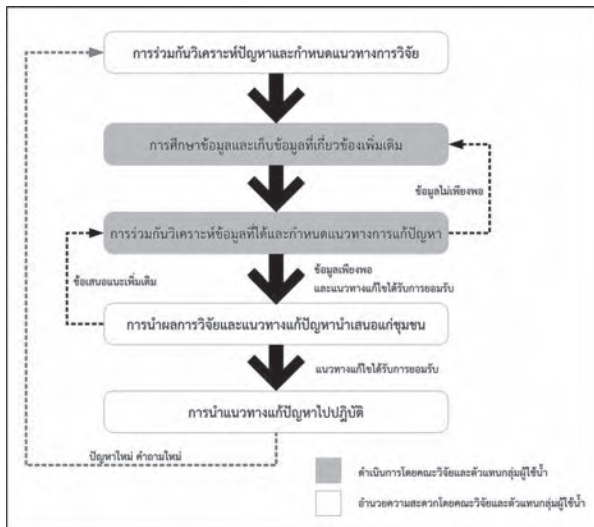 การร่วมกันวิเคราะห์ปัญหาและกำหนดแนวทางการวิจัย
การศึกษาข้อมูลและเก็บข้อมูลที่เกี่ยวข้องเพิ่มเติม
ข้อมูลไม่เพียงพอ
การร่วมกันวิเคราะห์ข้อมูลที่ได้และกำหนดแนวทางการแก้ปัญหา
ข้อเสนอแนะเพิ่มเติม
ข้อมูลเพียงพอ
และแนวทางแก้ไขได้รับการยอมรับ
การนำผลการวิจัยและแนวทางแก้ปัญหานำเสนอแก่ชุมชน
แนวทางแก้ไขได้รับการยอมรับ
การนำแนวทางแก้ปัญหาไปปฏิบัติ
ปัญหาใหม่ คำถามใหม่
ดำเนินการโดยคณะวิจัยและตัวแทนกลุ่มผู้ใช้น้ำ
อำนวยความสะดวกโดยคณะวิจัยและตัวแทนกลุ่มผู้ใช้น้ำ